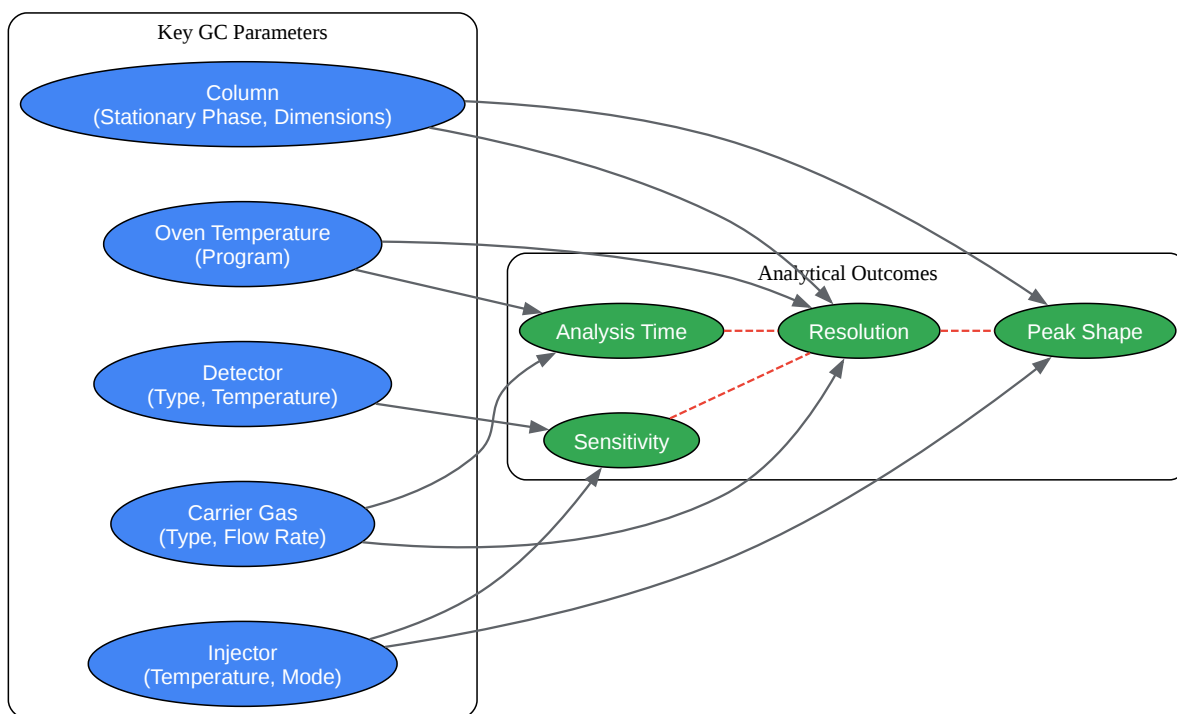 Key GC Parameters
Column
(Stationary Phase, Dimensions)
Oven Temperature
(Program)
Detector
(Type, Temperature)
Carrier Gas
(Type, Flow Rate)
Injector
(Temperature, Mode)
Analytical Outcomes
Analysis Time
Resolution
Peak Shape
Sensitivity